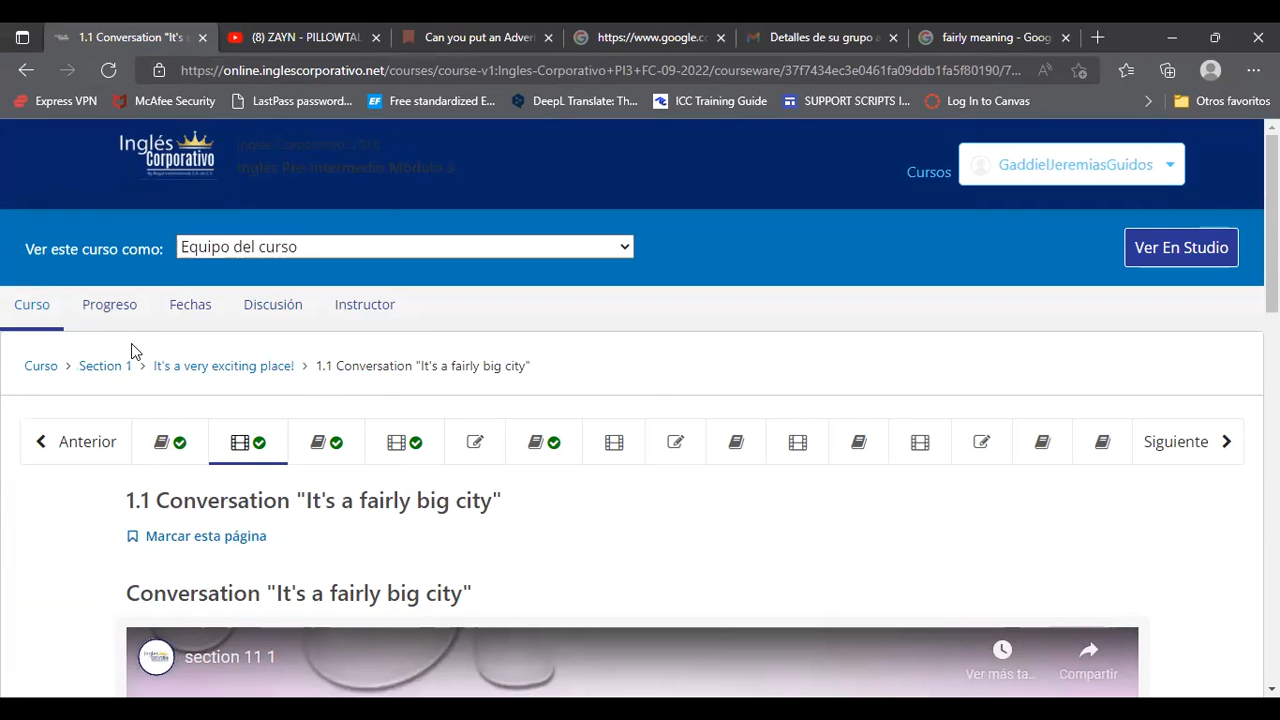 1.1 Conversation "It's a
(8) ZAYN - PILLOWTAL
Can you put an Adver
https://www.google.co
Detalles de su grupo a
fairly meaning - Goog
https://online.inglescorporativo.net/courses/course-v1:Ingles-Corporativo+PI3+FC-09-2022/courseware/37f7434ec3e0461fa09ddb1fa5f80190/7...
Express VPN
McAfee Security
LastPass password...
Free standardized E...
DeepL Translate: Th...
ICC Training Guide
SUPPORT SCRIPTS I...
Log In to Canvas
Otros favoritos
Inglés
Corporativo
Inglés Pre-intermedio Módulo 3
Cursos
GaddielJeremiasGuidos
Ver este curso como:
Equipo del curso
Ver En Studio
Curso
Progreso
Fechas
Discusión
Instructor
Curso > Section 1 > It's a very exciting place! > 1.1 Conversation "It's a fairly big city"
Anterior
Siguiente
1.1 Conversation "It's a fairly big city"
Marcar esta página
Conversation "It's a fairly big city"
section 11 1
Ver más ta...
Compartir